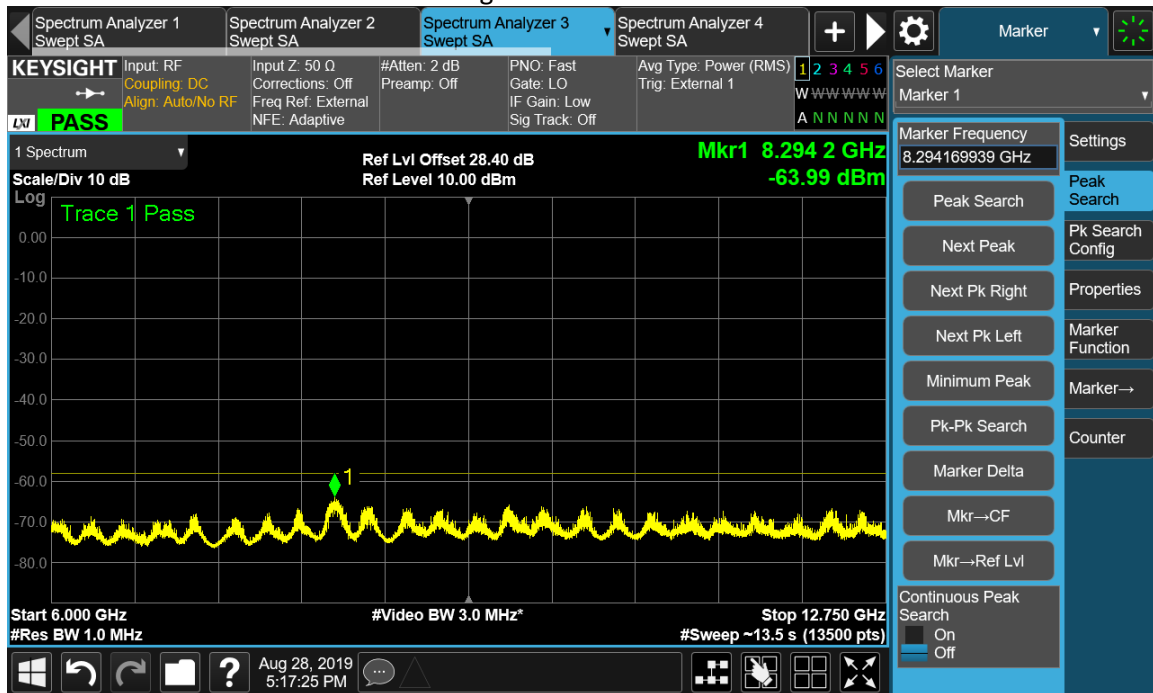 Spectrum Analyzer 1
Swept SA
Spectrum Analyzer 2
Swept SA
Spectrum Analyzer 3
Swept SA
Spectrum Analyzer 4
Swept SA
+
Marker
KEYSIGHT
LXI PASS
Input: RF
Coupling: DC
Align: Auto/No RF
Input Z: 50 Ω
Corrections: Off
Freq Ref: External
NFE: Adaptive
#Atten: 2 dB
Preamp: Off
PNO: Fast
Gate: LO
IF Gain: Low
Sig Track: Off
Avg Type: Power (RMS)
Trig: External 1
1 2 3 4 5 6
W W W W W W
A N N N N N
Select Marker
Marker 1
1 Spectrum
Scale/Div 10 dB
Ref Lvl Offset 28.40 dB
Ref Level 10.00 dBm
Mkr1 8.294 2 GHz
-63.99 dBm
Log
Trace 1 Pass
0.00
-10.0
-20.0
-30.0
-40.0
-50.0
-60.0
-70.0
-80.0
1
Start 6.000 GHz
#Res BW 1.0 MHz
#Video BW 3.0 MHz*
Stop 12.750 GHz
#Sweep ~13.5 s (13500 pts)
Marker Frequency
8.294169939 GHz
Peak Search
Next Peak
Next Pk Right
Next Pk Left
Minimum Peak
Pk-Pk Search
Marker Delta
Mkr→CF
Mkr→Ref Lvl
Continuous Peak
Search
On
Off
Settings
Peak
Search
Pk Search
Config
Properties
Marker
Function
Marker→
Counter
?
Aug 28, 2019
5:17:25 PM